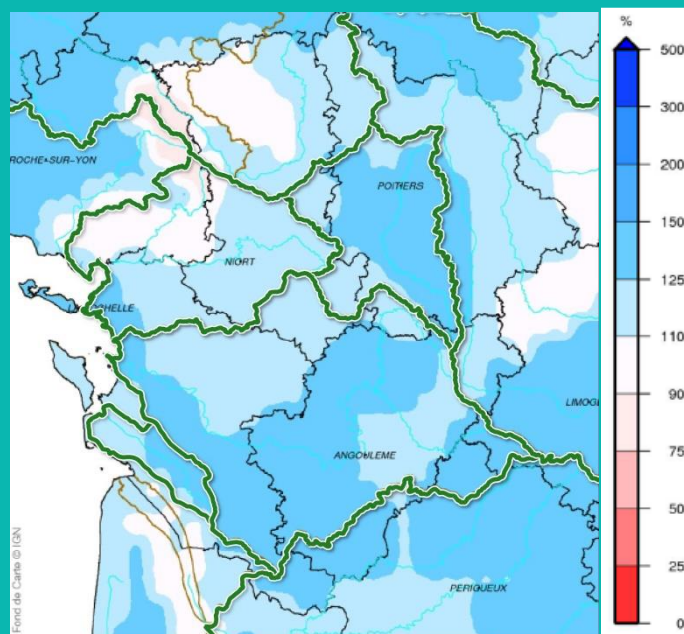 %
500
300
200
150
125
110
90
75
50
25
0
ROCHE-SUR-YON
POITIERS
NIORT
LA ROCHELLE
LIMOGE
ANGOULEME
PERIGUEUX
Fond de Carte © IGN